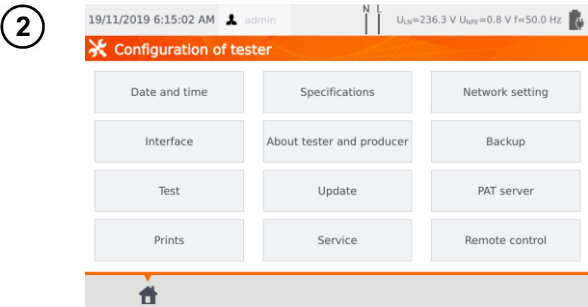 2
19/11/2019 6:15:02 AM admin N L ULN=236.3 V UNPE=0.8 V f=50.0 Hz
Configuration of tester
Date and time Specifications Network setting
Interface About tester and producer Backup
Test Update PAT server
Prints Service Remote control